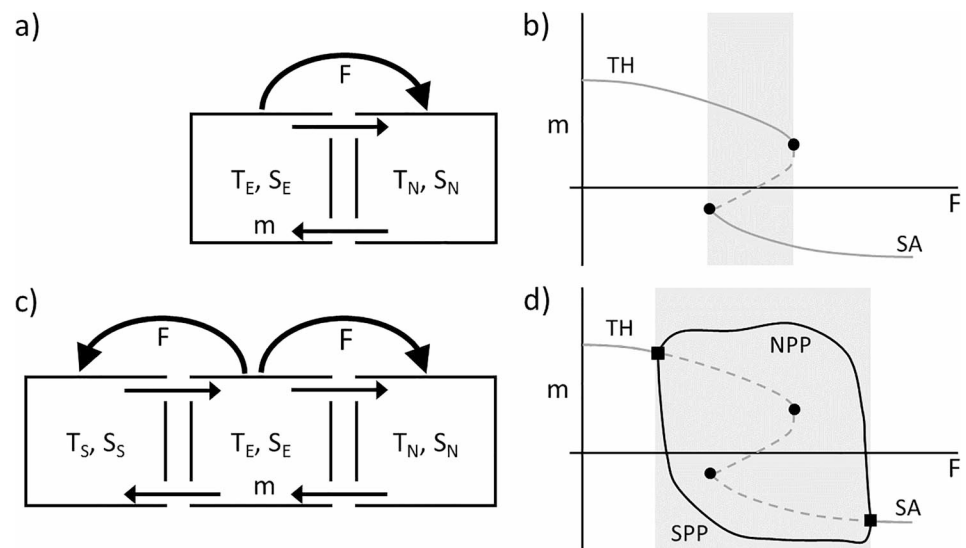 a)
F
T_E, S_E
T_N, S_N
m
b)
TH
m
F
SA
c)
F
F
T_S, S_S
T_E, S_E
T_N, S_N
m
d)
TH
NPP
m
F
SPP
SA